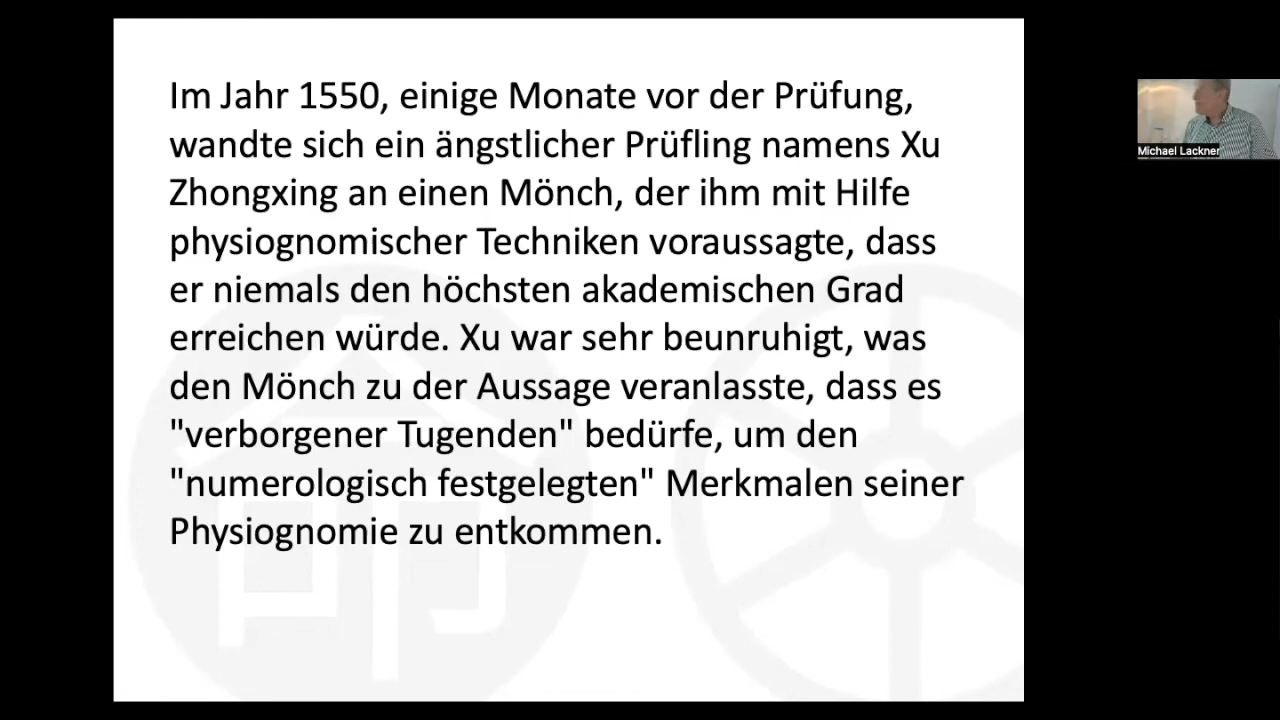 Im Jahr 1550, einige Monate vor der Prüfung,
wandte sich ein ängstlicher Prüfling namens Xu
Zhongxing an einen Mönch, der ihm mit Hilfe
physiognomischer Techniken voraussagte, dass
er niemals den höchsten akademischen Grad
erreichen würde. Xu war sehr beunruhigt, was
den Mönch zu der Aussage veranlasste, dass es
"verborgener Tugenden" bedürfe, um den
"numerologisch festgelegten" Merkmalen seiner
Physiognomie zu entkommen.
命
Michael Lackner